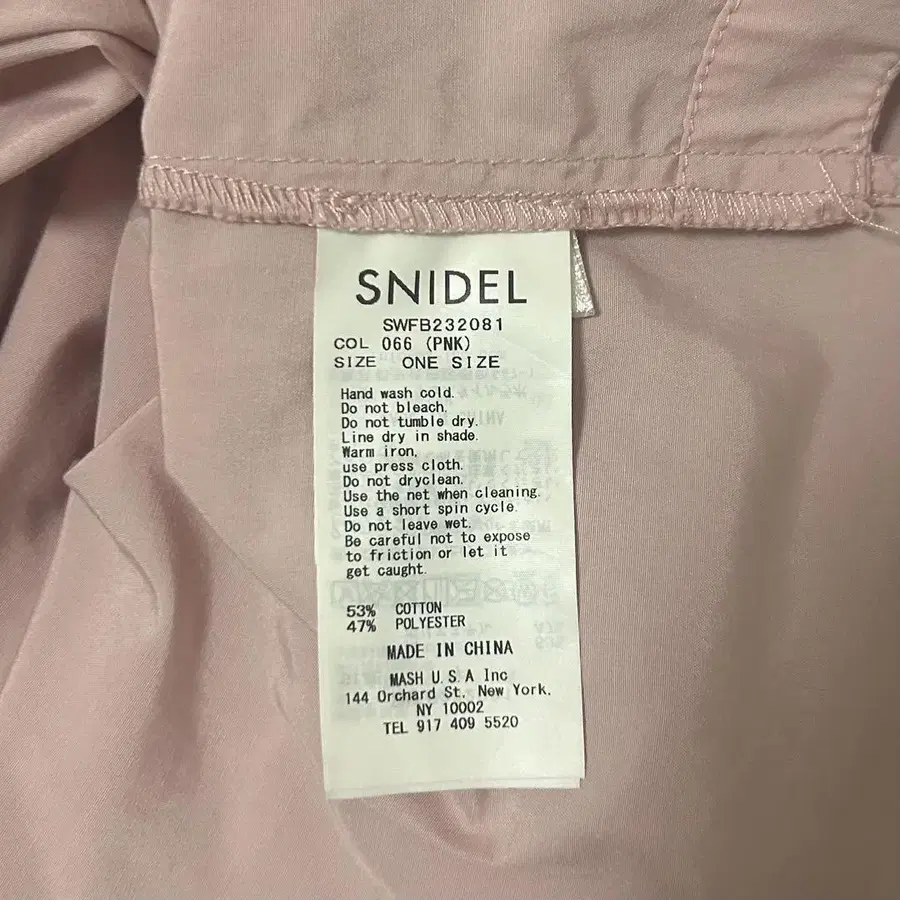 SNIDEL
SWFB232081
COL 066 (PNK)
SIZE ONE SIZE
Hand wash cold.
Do not bleach.
Do not tumble dry.
Line dry in shade.
Warm iron,
use press cloth.
Do not dryclean.
Use the net when cleaning.
Use a short spin cycle.
Do not leave wet.
Be careful not to expose
to friction or let it
get caught.
53% COTTON
47% POLYESTER
MADE IN CHINA
MASH U.S.A Inc
144 Orchard St. New York.
NY 10002
TEL 917 409 5520